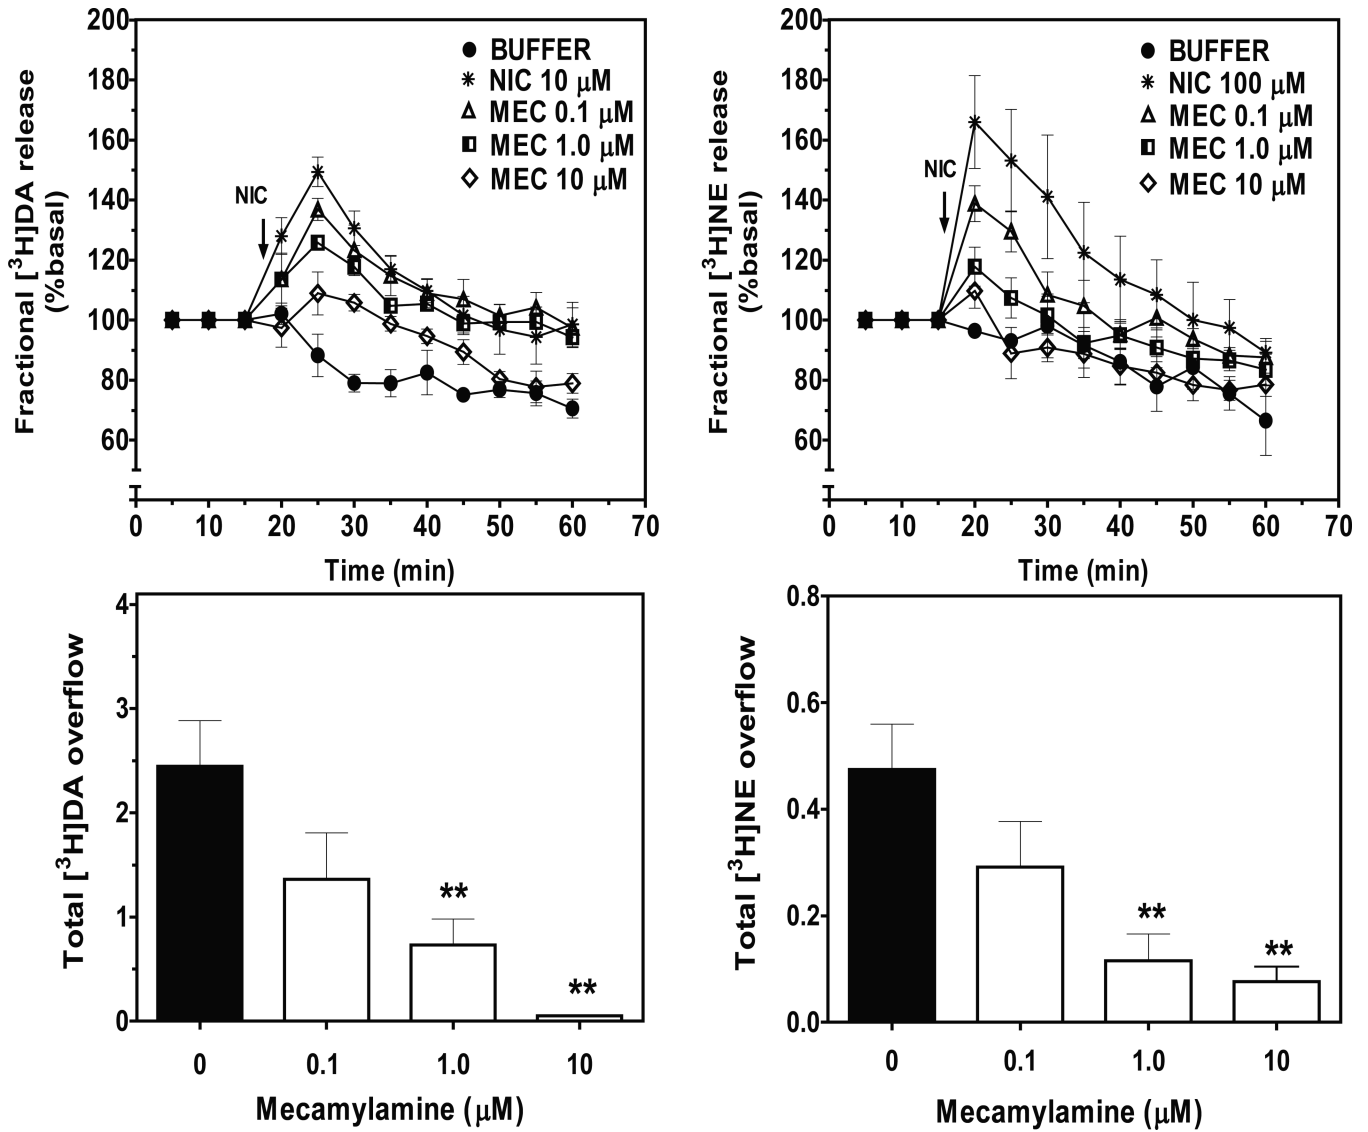 Fractional [³H]DA release
(%basal)
200
180
160
140
120
100
80
60
BUFFER
NIC 10 μM
MEC 0.1 μM
MEC 1.0 μM
MEC 10 μM
NIC
0 10 20 30 40 50 60 70
Time (min)
Fractional [³H]NE release
(%basal)
200
180
160
140
120
100
80
60
BUFFER
NIC 100 μM
MEC 0.1 μM
MEC 1.0 μM
MEC 10 μM
NIC
0 10 20 30 40 50 60 70
Time (min)
Total [³H]DA overflow
4
3
2
1
0
**
**
0 0.1 1.0 10
Mecamylamine (μM)
Total [³H]NE overflow
0.8
0.6
0.4
0.2
0.0
**
**
0 0.1 1.0 10
Mecamylamine (μM)